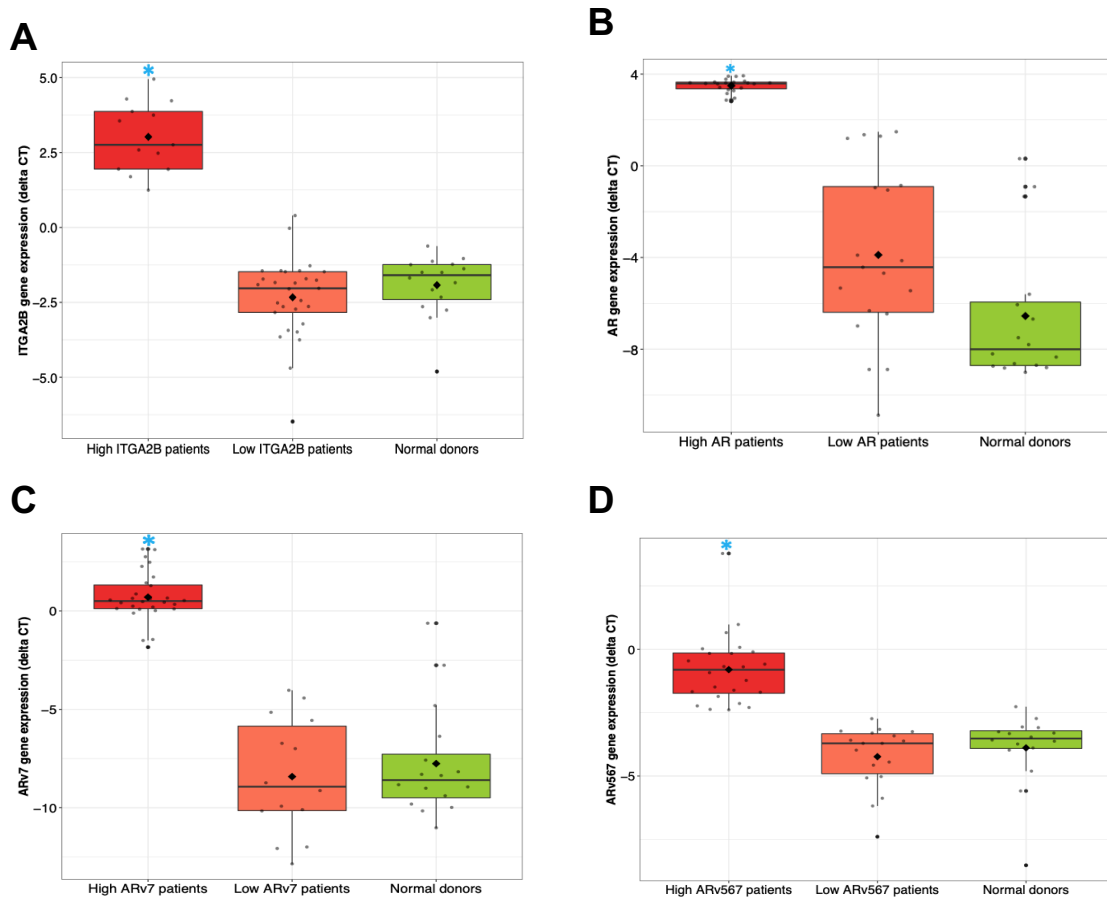 A
ITGA2B gene expression (delta CT)
5.0
2.5
0.0
−2.5
−5.0
*
High ITGA2B patients
Low ITGA2B patients
Normal donors
B
AR gene expression (delta CT)
4
0
−4
−8
*
High AR patients
Low AR patients
Normal donors
C
ARv7 gene expression (delta CT)
0
−5
−10
*
High ARv7 patients
Low ARv7 patients
Normal donors
D
ARv567 gene expression (delta CT)
0
−5
*
High ARv567 patients
Low ARv567 patients
Normal donors